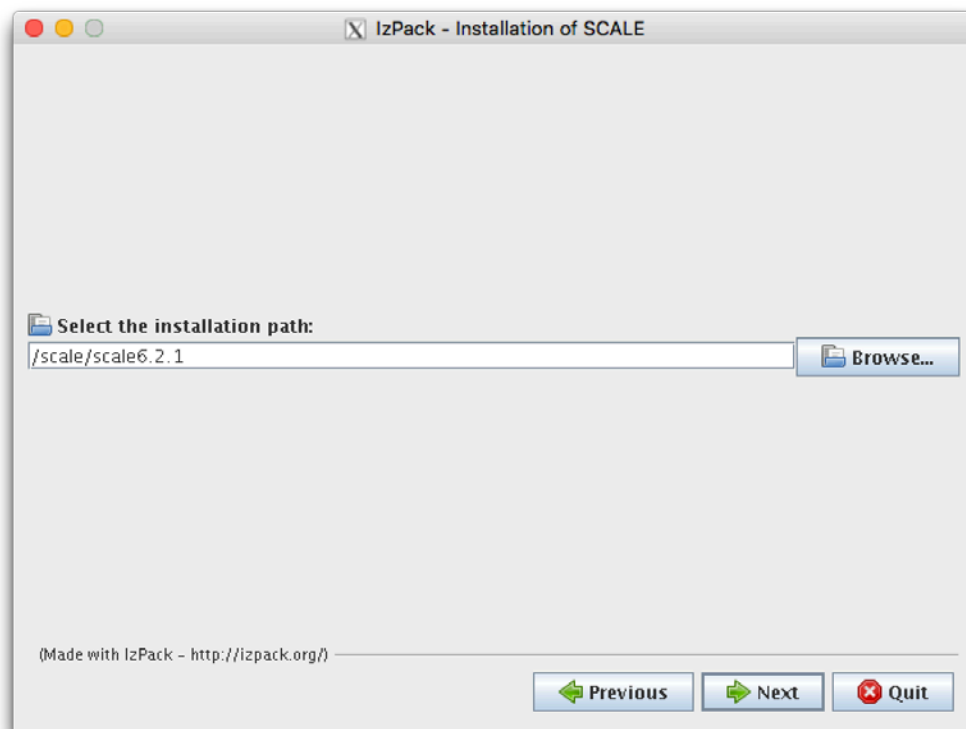 IzPack - Installation of SCALE
Select the installation path:
/scale/scale6.2.1
Browse...
(Made with IzPack - http://izpack.org/)
Previous
Next
Quit